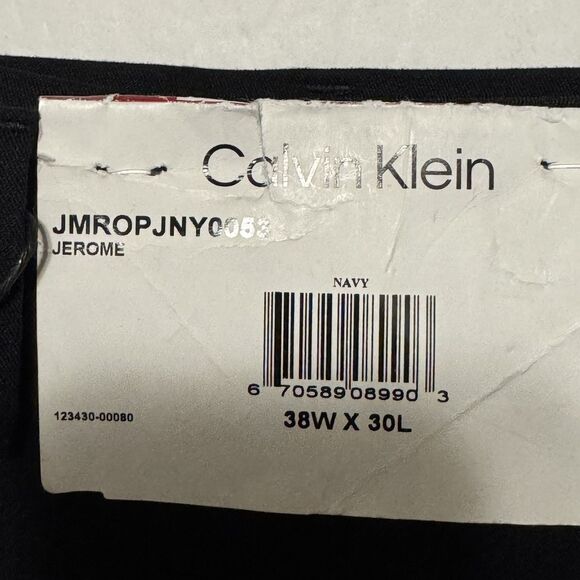 Calvin Klein
JMROPJNY0053
JEROME
NAVY
6 70589 08990 3
123430-00080
38W X 30L